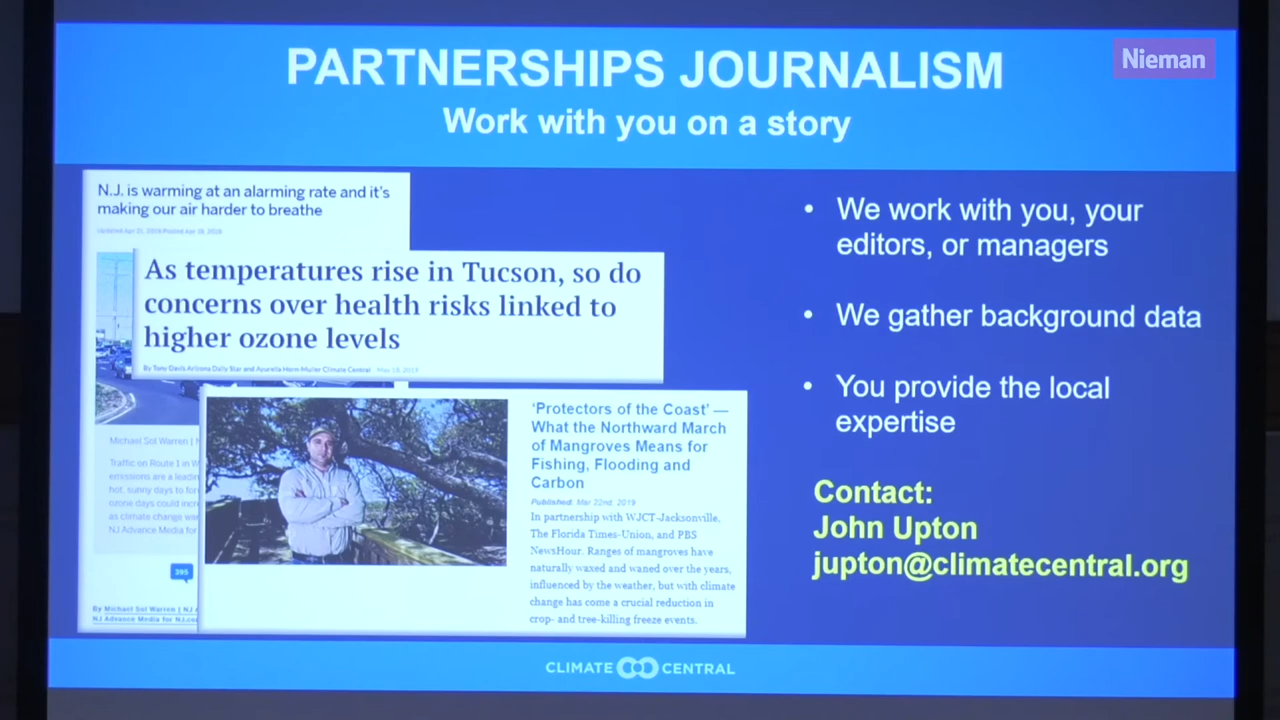 PARTNERSHIPS JOURNALISM
Nieman
Work with you on a story
N.J. is warming at an alarming rate and it's
making our air harder to breathe
As temperatures rise in Tucson, so do
concerns over health risks linked to
higher ozone levels
By Tony Davis Arizona Daily Star and Ayurella Horn-Muller Climate Central May 18, 2019
Michael Sol Warren |
Traffic on Route 1 in W
emissions are a leadin
hot, sunny days to for
ozone days could incre
as climate change wa
NJ Advance Media for
395
By Michael Sol Warren | NJ
NJ Advance Media for NJ.co
'Protectors of the Coast' —
What the Northward March
of Mangroves Means for
Fishing, Flooding and
Carbon
Published: Mar 22nd, 2019
In partnership with WJCT-Jacksonville,
The Florida Times-Union, and PBS
NewsHour. Ranges of mangroves have
naturally waxed and waned over the years,
influenced by the weather, but with climate
change has come a crucial reduction in
crop- and tree-killing freeze events.
• We work with you, your
editors, or managers
• We gather background data
• You provide the local
expertise
Contact:
John Upton
jupton@climatecentral.org
CLIMATE CENTRAL